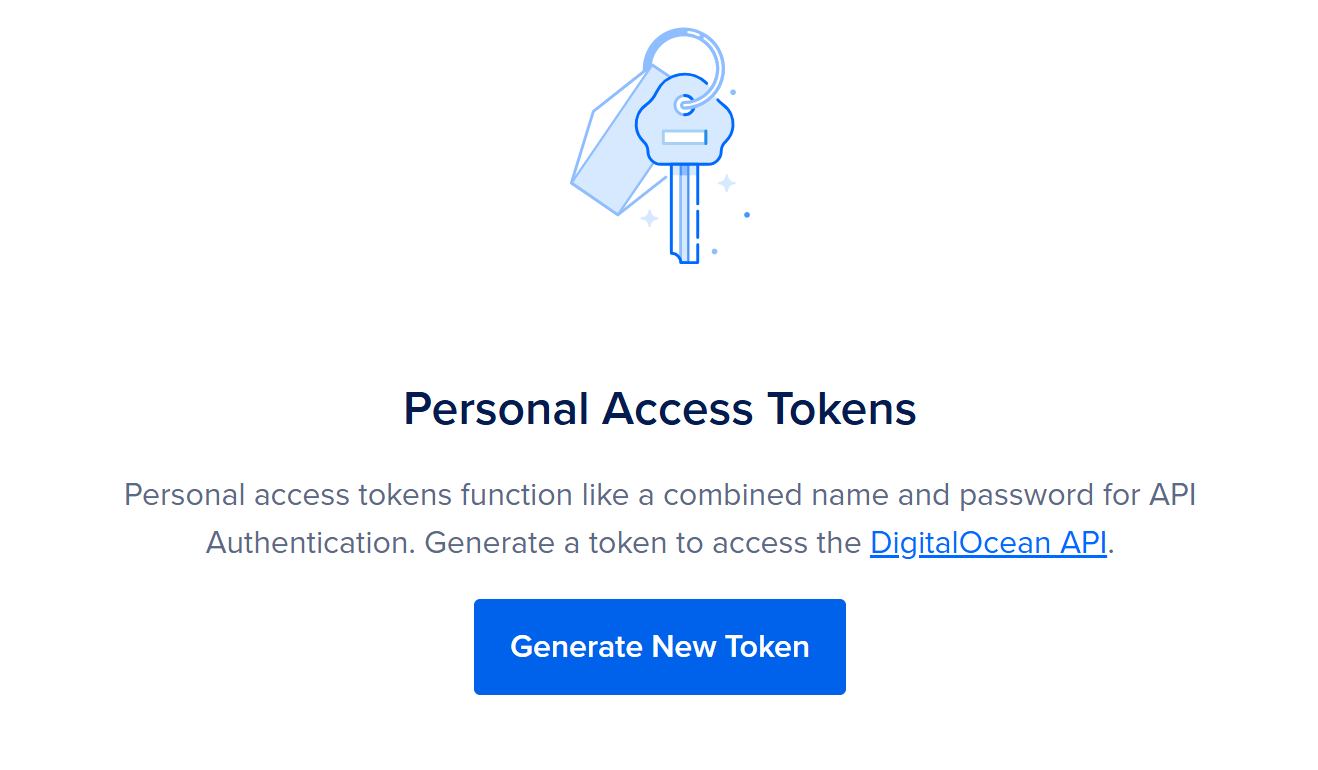 Personal Access Tokens
Personal access tokens function like a combined name and password for API
Authentication. Generate a token to access the DigitalOcean API.
Generate New Token